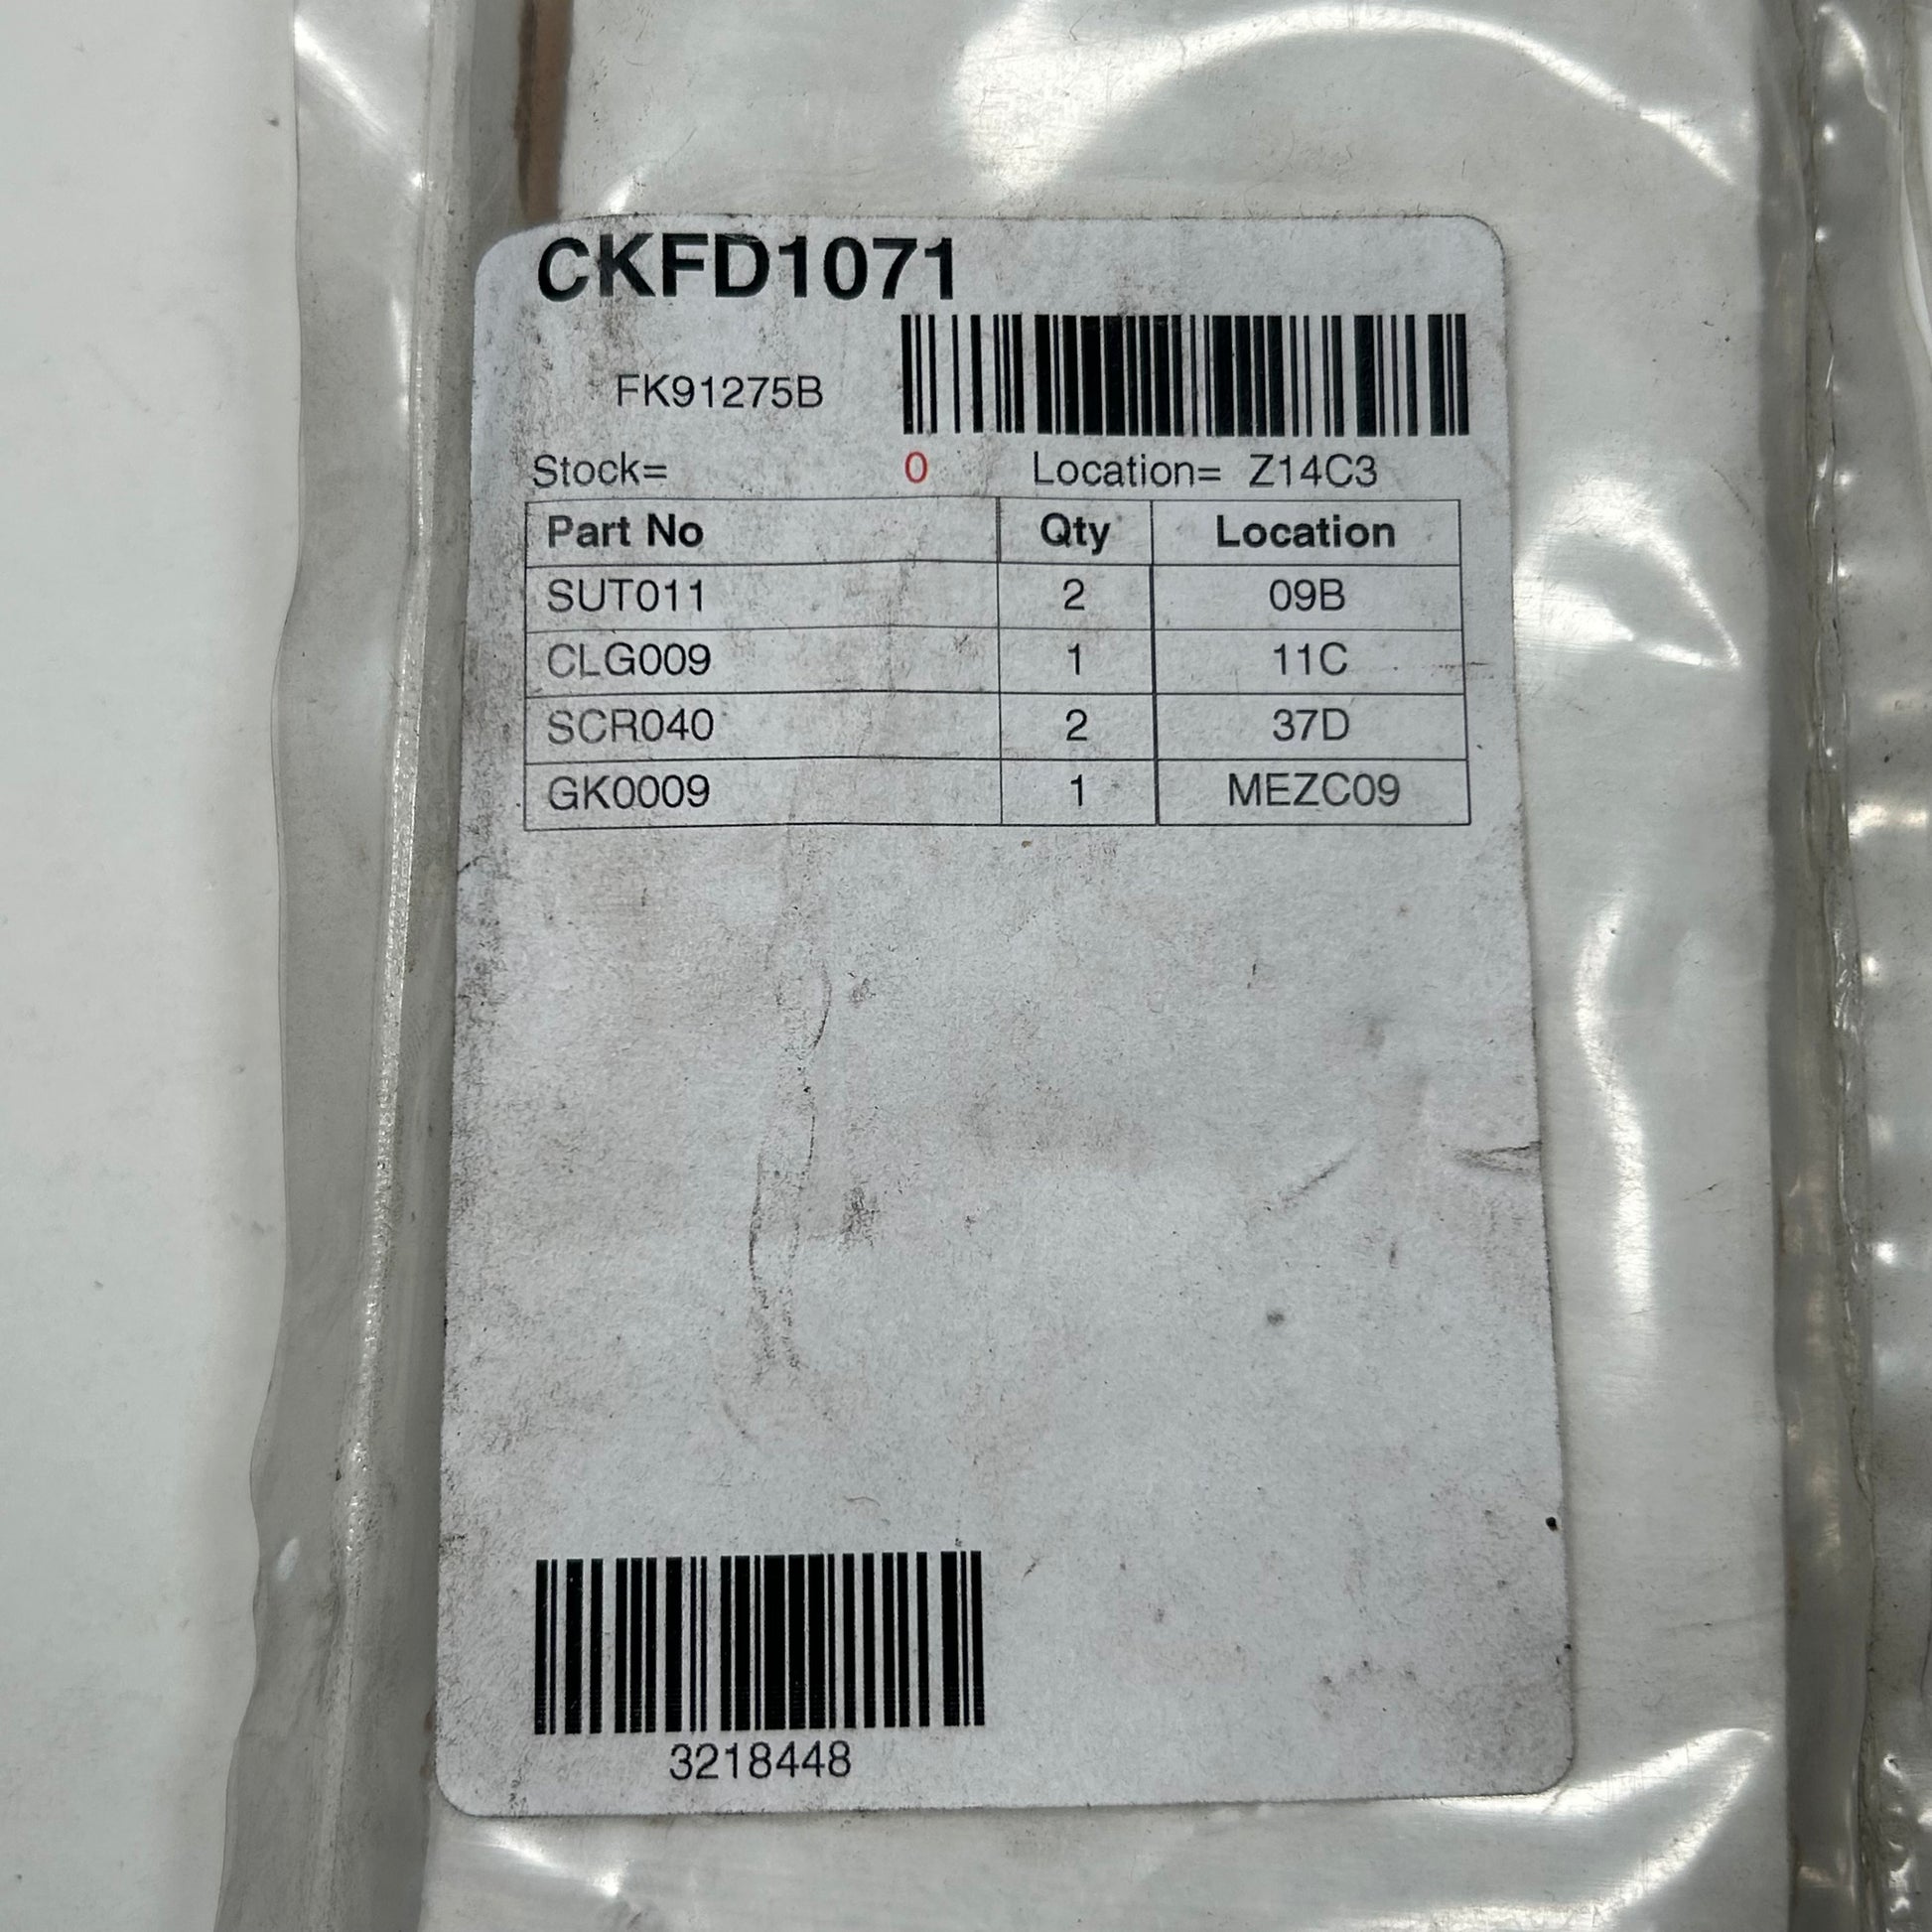 CKFD1071
FK91275B
Stock= 0 Location= Z14C3
Part No Qty Location
SUT011 2 09B
CLG009 1 11C
SCR040 2 37D
GK0009 1 MEZC09
3218448